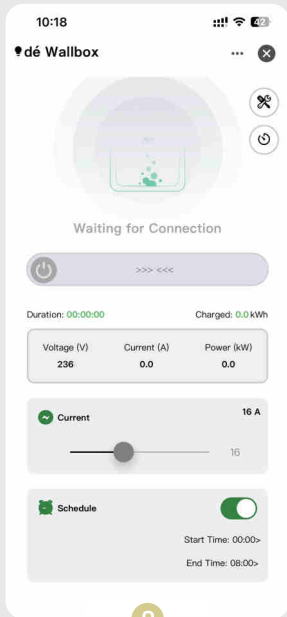 10:18
42
dé Wallbox
Waiting for Connection
>>> <<<
Duration: 00:00:00 Charged: 0.0 kWh
Voltage (V) Current (A) Power (kW)
236 0.0 0.0
Current 16 A
16
Schedule
Start Time: 00:00>
End Time: 08:00>